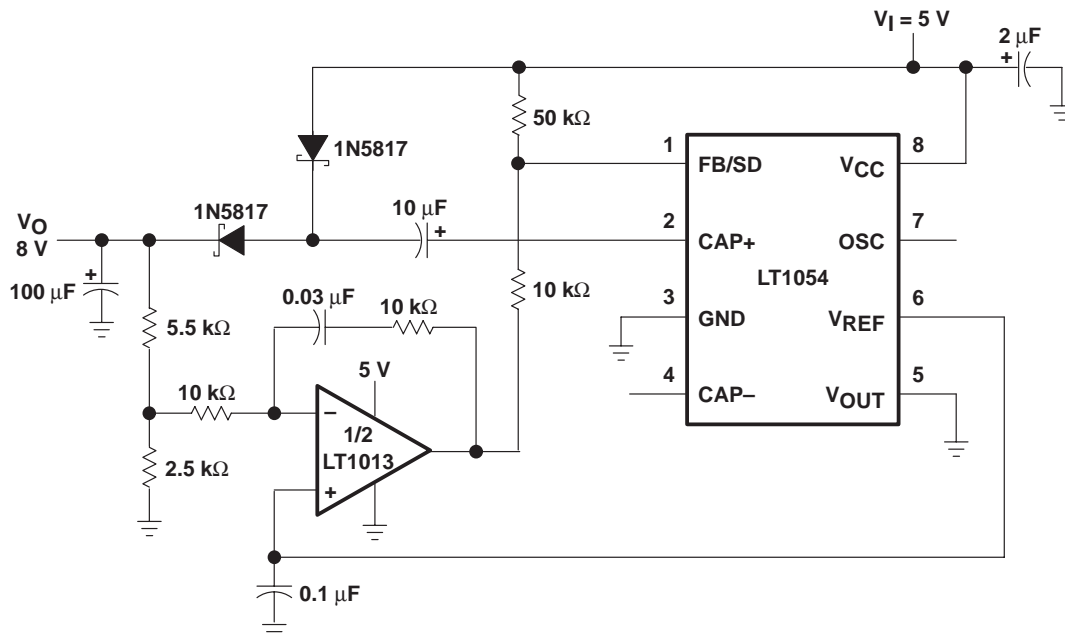 VI = 5 V
2 µF
+
50 kΩ
1N5817
1
FB/SD
VCC
8
VO
8 V
1N5817
10 µF
+
2
CAP+
OSC
7
LT1054
+
100 µF
5.5 kΩ
0.03 µF
10 kΩ
10 kΩ
3
GND
VREF
6
5 V
4
CAP–
VOUT
5
10 kΩ
–
1/2
LT1013
+
2.5 kΩ
0.1 µF